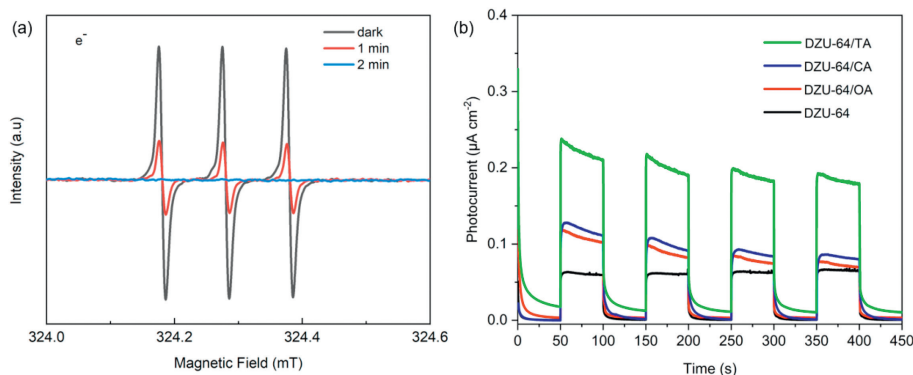 (a)
e⁻
dark
1 min
2 min
Intensity (a.u)
324.0 324.2 324.4 324.6
Magnetic Field (mT)
(b)
DZU-64/TA
DZU-64/CA
DZU-64/OA
DZU-64
Photocurrent (μA cm⁻²)
0.4
0.3
0.2
0.1
0.0
0 50 100 150 200 250 300 350 400 450
Time (s)